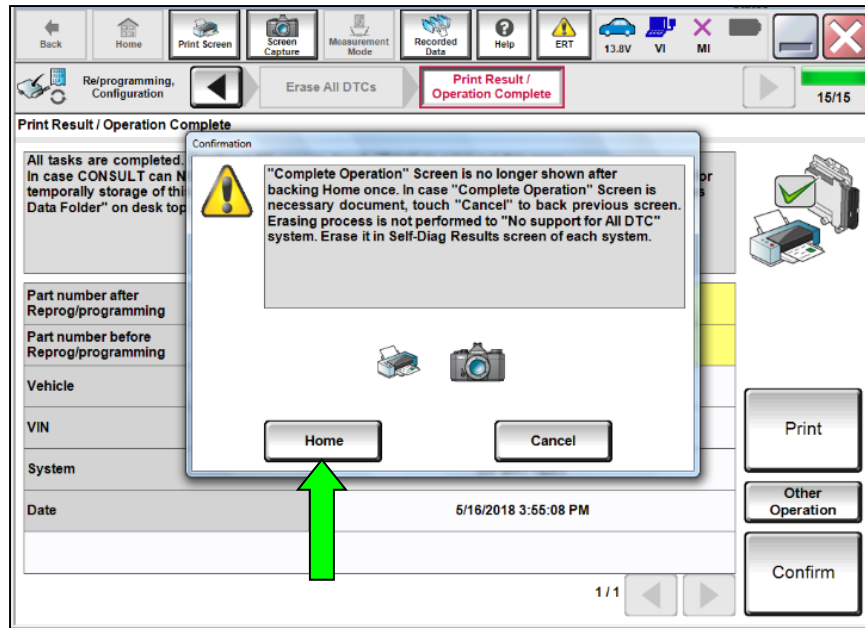 Back
Home
Print Screen
Screen
Capture
Measurement
Mode
Recorded
Data
Help
ERT
13.8V
VI
MI
Re/programming,
Configuration
Erase All DTCs
Print Result /
Operation Complete
15/15
Print Result / Operation Complete
All tasks are completed.
In case CONSULT can N
or
temporally storage of thi
s
Data Folder" on desk top
Confirmation
"Complete Operation" Screen is no longer shown after
backing Home once. In case "Complete Operation" Screen is
necessary document, touch "Cancel" to back previous screen.
Erasing process is not performed to "No support for All DTC"
system. Erase it in Self-Diag Results screen of each system.
Home
Cancel
Part number after
Reprog/programming
Part number before
Reprog/programming
Vehicle
VIN
System
Date
5/16/2018 3:55:08 PM
1/1
Print
Other
Operation
Confirm